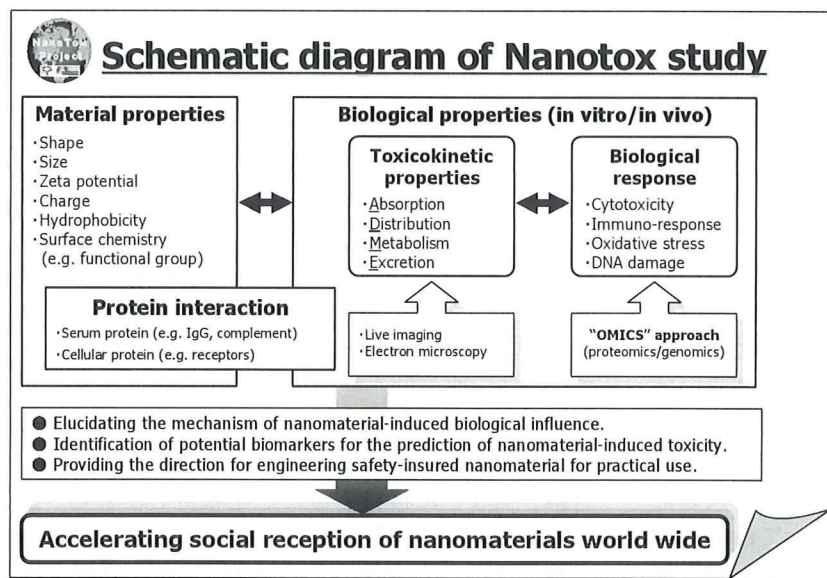 NanoTox
Project
Schematic diagram of Nanotox study
Material properties
・Shape
・Size
・Zeta potential
・Charge
・Hydrophobicity
・Surface chemistry
(e.g. functional group)
Biological properties (in vitro/in vivo)
Toxicokinetic
properties
・Absorption
・Distribution
・Metabolism
・Excretion
Biological
response
・Cytotoxicity
・Immuno-response
・Oxidative stress
・DNA damage
Protein interaction
・Serum protein (e.g. IgG, complement)
・Cellular protein (e.g. receptors)
・Live imaging
・Electron microscopy
"OMICS" approach
(proteomics/genomics)
● Elucidating the mechanism of nanomaterial-induced biological influence.
● Identification of potential biomarkers for the prediction of nanomaterial-induced toxicity.
● Providing the direction for engineering safety-insured nanomaterial for practical use.
Accelerating social reception of nanomaterials world wide